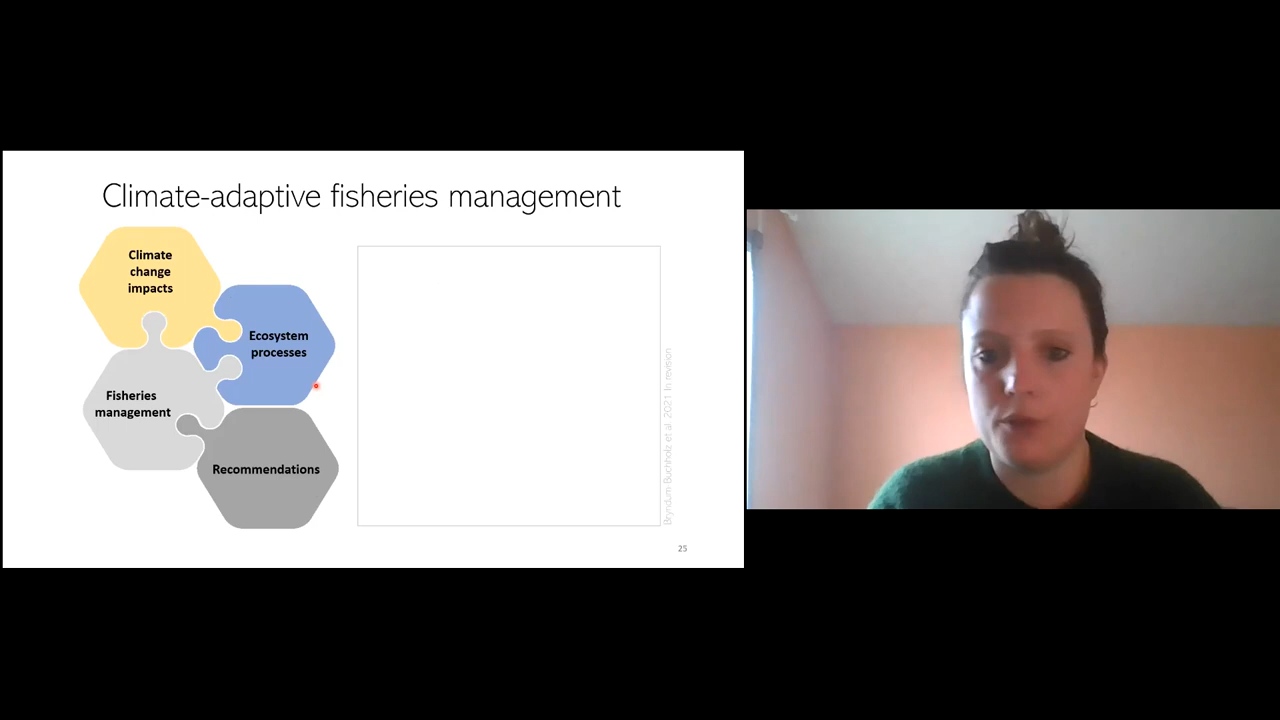 Climate-adaptive fisheries management
Climate
change
impacts
Ecosystem
processes
Fisheries
management
Recommendations
Bryndum-Buchholz et al. 2021 In revision
25